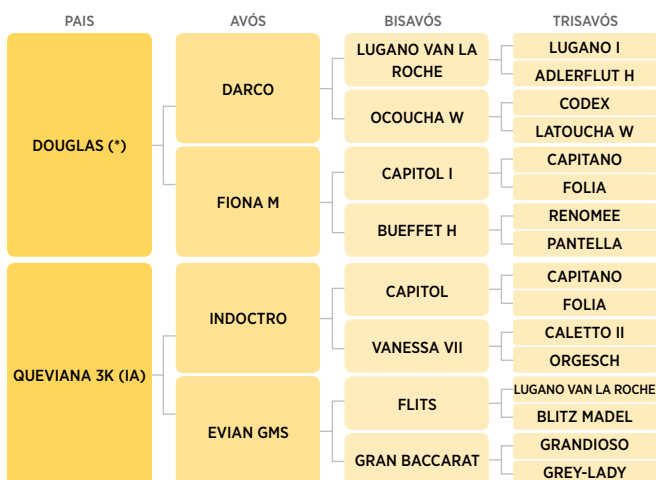 PAIS AVÓS BISAVÓS TRISAVÓS
DOUGLAS (*)
DARCO
LUGANO VAN LA
ROCHE
LUGANO I
ADLERFLUT H
OCOUCHA W
CODEX
LATOUCHA W
FIONA M
CAPITOL I
CAPITANO
FOLIA
BUEFFET H
RENOMEE
PANTELLA
QUEVIANA 3K (IA)
INDOCTRO
CAPITOL
CAPITANO
FOLIA
VANESSA VII
CALETTO II
ORGESCH
EVIAN GMS
FLITS
LUGANO VAN LA ROCHE
BLITZ MADEL
GRAN BACCARAT
GRANDIOSO
GREY-LADY